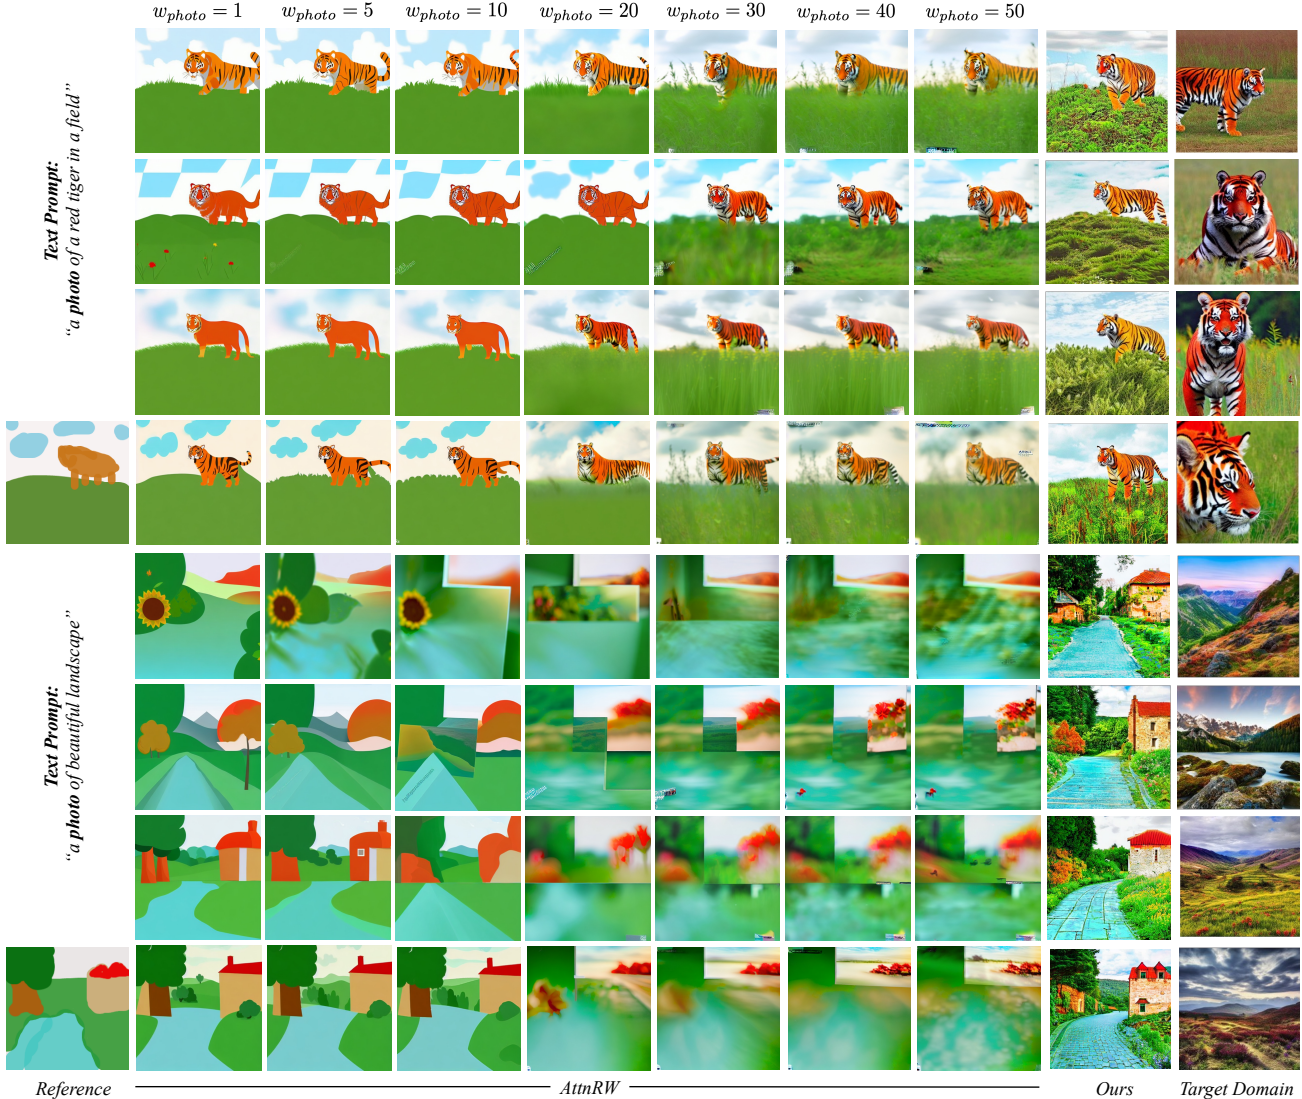 w_photo = 1 w_photo = 5 w_photo = 10 w_photo = 20 w_photo = 30 w_photo = 40 w_photo = 50
Text Prompt:
“a photo of a red tiger in a field”
Text Prompt:
“a photo of beautiful landscape”
Reference AttnRW Ours Target Domain